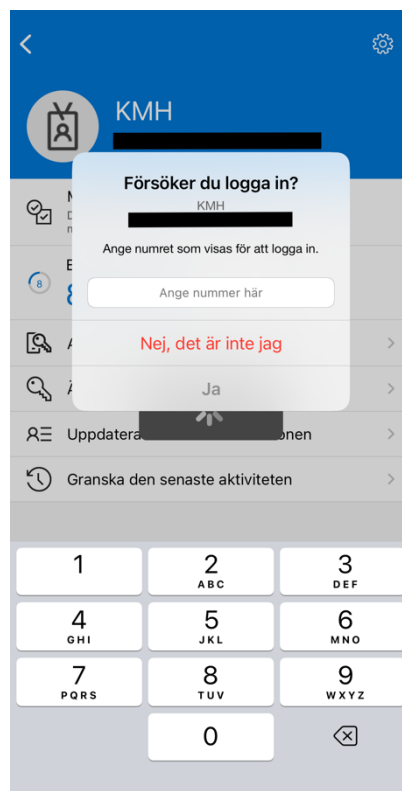 KMH
Försöker du logga in?
KMH
Ange numret som visas för att logga in.
Ange nummer här
Nej, det är inte jag
Ja
8
Uppdatera
Granska den senaste aktiviteten
1
2
ABC
3
DEF
4
GHI
5
JKL
6
MNO
7
PQRS
8
TUV
9
WXYZ
0